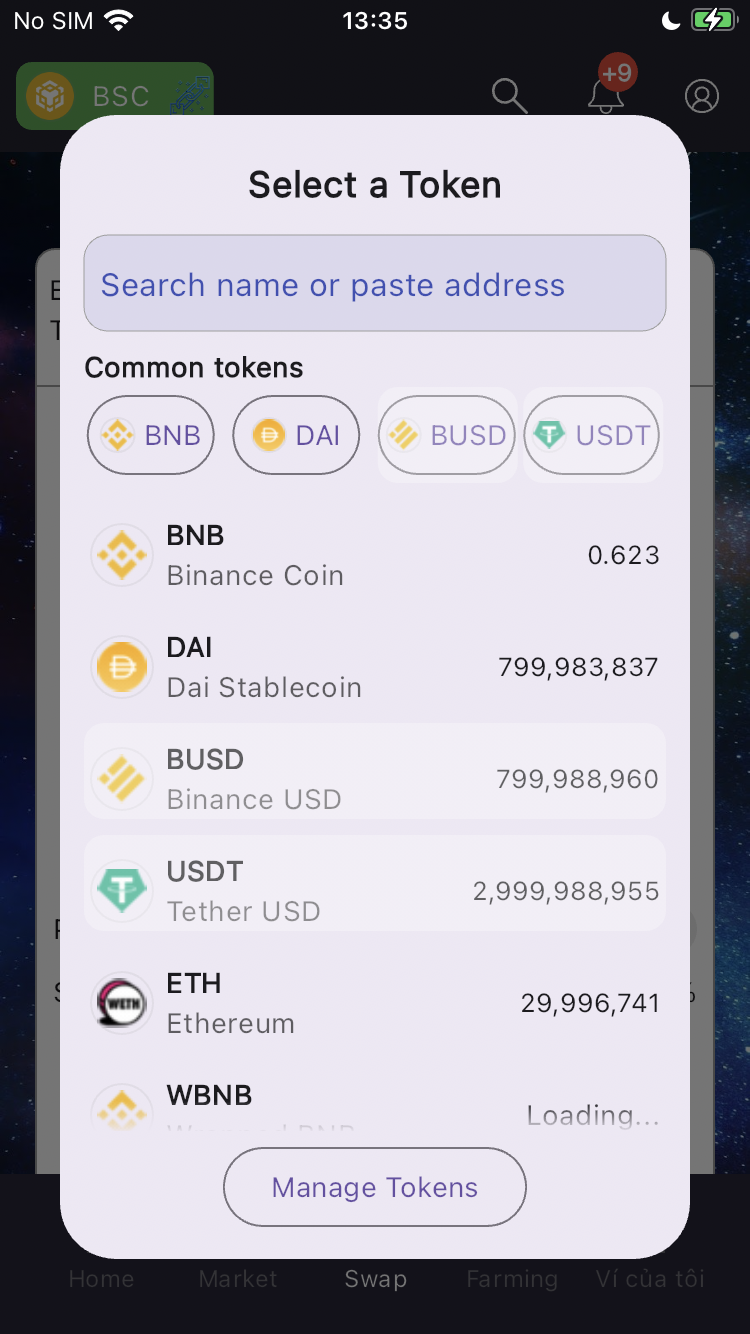 No SIM 13:35
BSC +9
Select a Token
Search name or paste address
Common tokens
BNB DAI BUSD USDT
BNB 0.623
Binance Coin
DAI 799,983,837
Dai Stablecoin
BUSD 799,988,960
Binance USD
USDT 2,999,988,955
Tether USD
WETH
ETH 29,996,741
Ethereum
WBNB Loading...
Manage Tokens
Home Market Swap Farming Ví của tôi